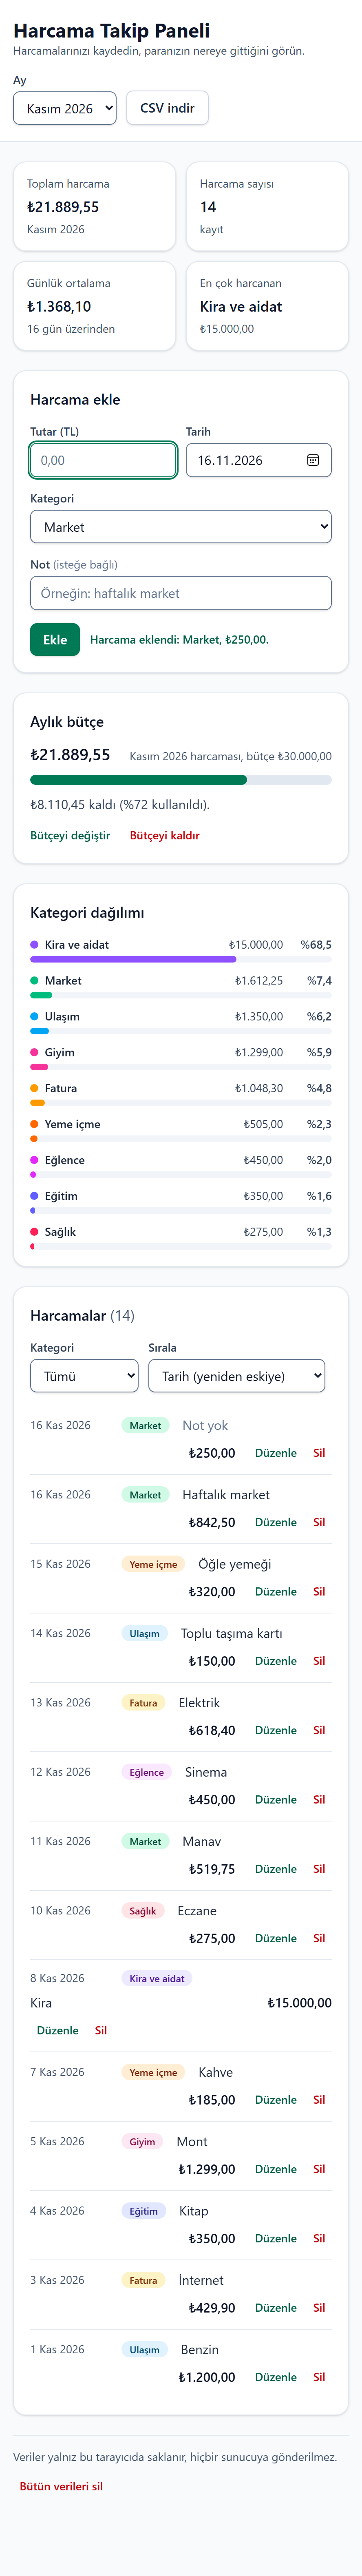 Harcama Takip Paneli
Harcamalarınızı kaydedin, paranızın nereye gittiğini görün.
Ay
Kasım 2026
CSV indir
Toplam harcama
₺21.889,55
Kasım 2026
Harcama sayısı
14
kayıt
Günlük ortalama
₺1.368,10
16 gün üzerinden
En çok harcanan
Kira ve aidat
₺15.000,00
Harcama ekle
Tutar (TL)
0,00
Tarih
16.11.2026
Kategori
Market
Not (isteğe bağlı)
Örneğin: haftalık market
Ekle Harcama eklendi: Market, ₺250,00.
Aylık bütçe
₺21.889,55 Kasım 2026 harcaması, bütçe ₺30.000,00
₺8.110,45 kaldı (%72 kullanıldı).
Bütçeyi değiştir Bütçeyi kaldır
Kategori dağılımı
Kira ve aidat ₺15.000,00 %68,5
Market ₺1.612,25 %7,4
Ulaşım ₺1.350,00 %6,2
Giyim ₺1.299,00 %5,9
Fatura ₺1.048,30 %4,8
Yeme içme ₺505,00 %2,3
Eğlence ₺450,00 %2,0
Eğitim ₺350,00 %1,6
Sağlık ₺275,00 %1,3
Harcamalar (14)
Kategori
Tümü
Sırala
Tarih (yeniden eskiye)
16 Kas 2026 Market Not yok
₺250,00 Düzenle Sil
16 Kas 2026 Market Haftalık market
₺842,50 Düzenle Sil
15 Kas 2026 Yeme içme Öğle yemeği
₺320,00 Düzenle Sil
14 Kas 2026 Ulaşım Toplu taşıma kartı
₺150,00 Düzenle Sil
13 Kas 2026 Fatura Elektrik
₺618,40 Düzenle Sil
12 Kas 2026 Eğlence Sinema
₺450,00 Düzenle Sil
11 Kas 2026 Market Manav
₺519,75 Düzenle Sil
10 Kas 2026 Sağlık Eczane
₺275,00 Düzenle Sil
8 Kas 2026 Kira ve aidat
Kira ₺15.000,00
Düzenle Sil
7 Kas 2026 Yeme içme Kahve
₺185,00 Düzenle Sil
5 Kas 2026 Giyim Mont
₺1.299,00 Düzenle Sil
4 Kas 2026 Eğitim Kitap
₺350,00 Düzenle Sil
3 Kas 2026 Fatura İnternet
₺429,90 Düzenle Sil
1 Kas 2026 Ulaşım Benzin
₺1.200,00 Düzenle Sil
Veriler yalnız bu tarayıcıda saklanır, hiçbir sunucuya gönderilmez.
Bütün verileri sil